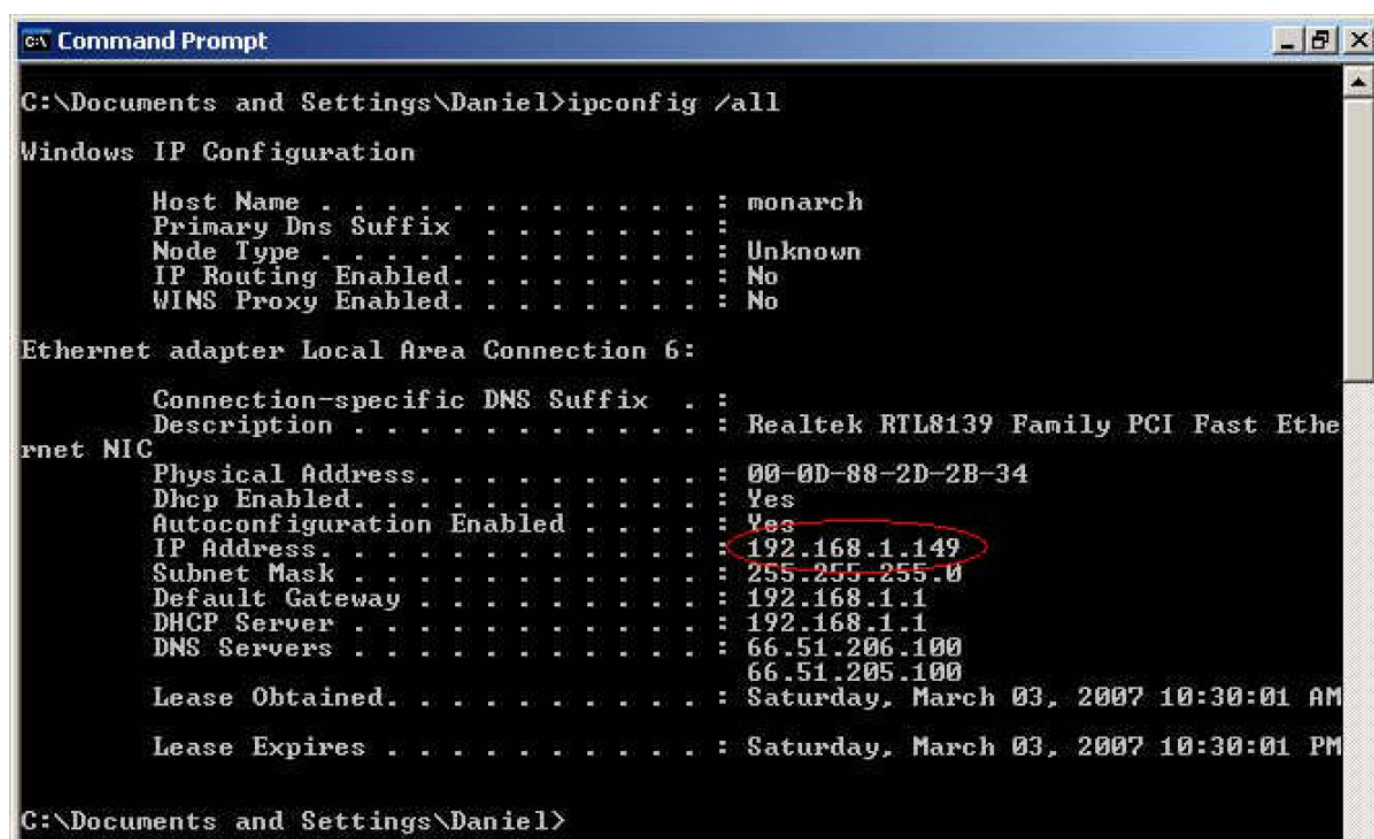 Command Prompt
C:\Documents and Settings\Daniel>ipconfig /all
Windows IP Configuration
Host Name . . . . . . . . . . . . : monarch
Primary Dns Suffix . . . . . . . :
Node Type . . . . . . . . . . . . : Unknown
IP Routing Enabled. . . . . . . . : No
WINS Proxy Enabled. . . . . . . . : No
Ethernet adapter Local Area Connection 6:
Connection-specific DNS Suffix . :
Description . . . . . . . . . . . : Realtek RTL8139 Family PCI Fast Ethe
rnet NIC
Physical Address. . . . . . . . . : 00-0D-88-2D-2B-34
Dhcp Enabled. . . . . . . . . . . : Yes
Autoconfiguration Enabled . . . . : Yes
IP Address. . . . . . . . . . . . : 192.168.1.149
Subnet Mask . . . . . . . . . . . : 255.255.255.0
Default Gateway . . . . . . . . . : 192.168.1.1
DHCP Server . . . . . . . . . . . : 192.168.1.1
DNS Servers . . . . . . . . . . . : 66.51.206.100
66.51.205.100
Lease Obtained. . . . . . . . . . : Saturday, March 03, 2007 10:30:01 AM
Lease Expires . . . . . . . . . . : Saturday, March 03, 2007 10:30:01 PM
C:\Documents and Settings\Daniel>